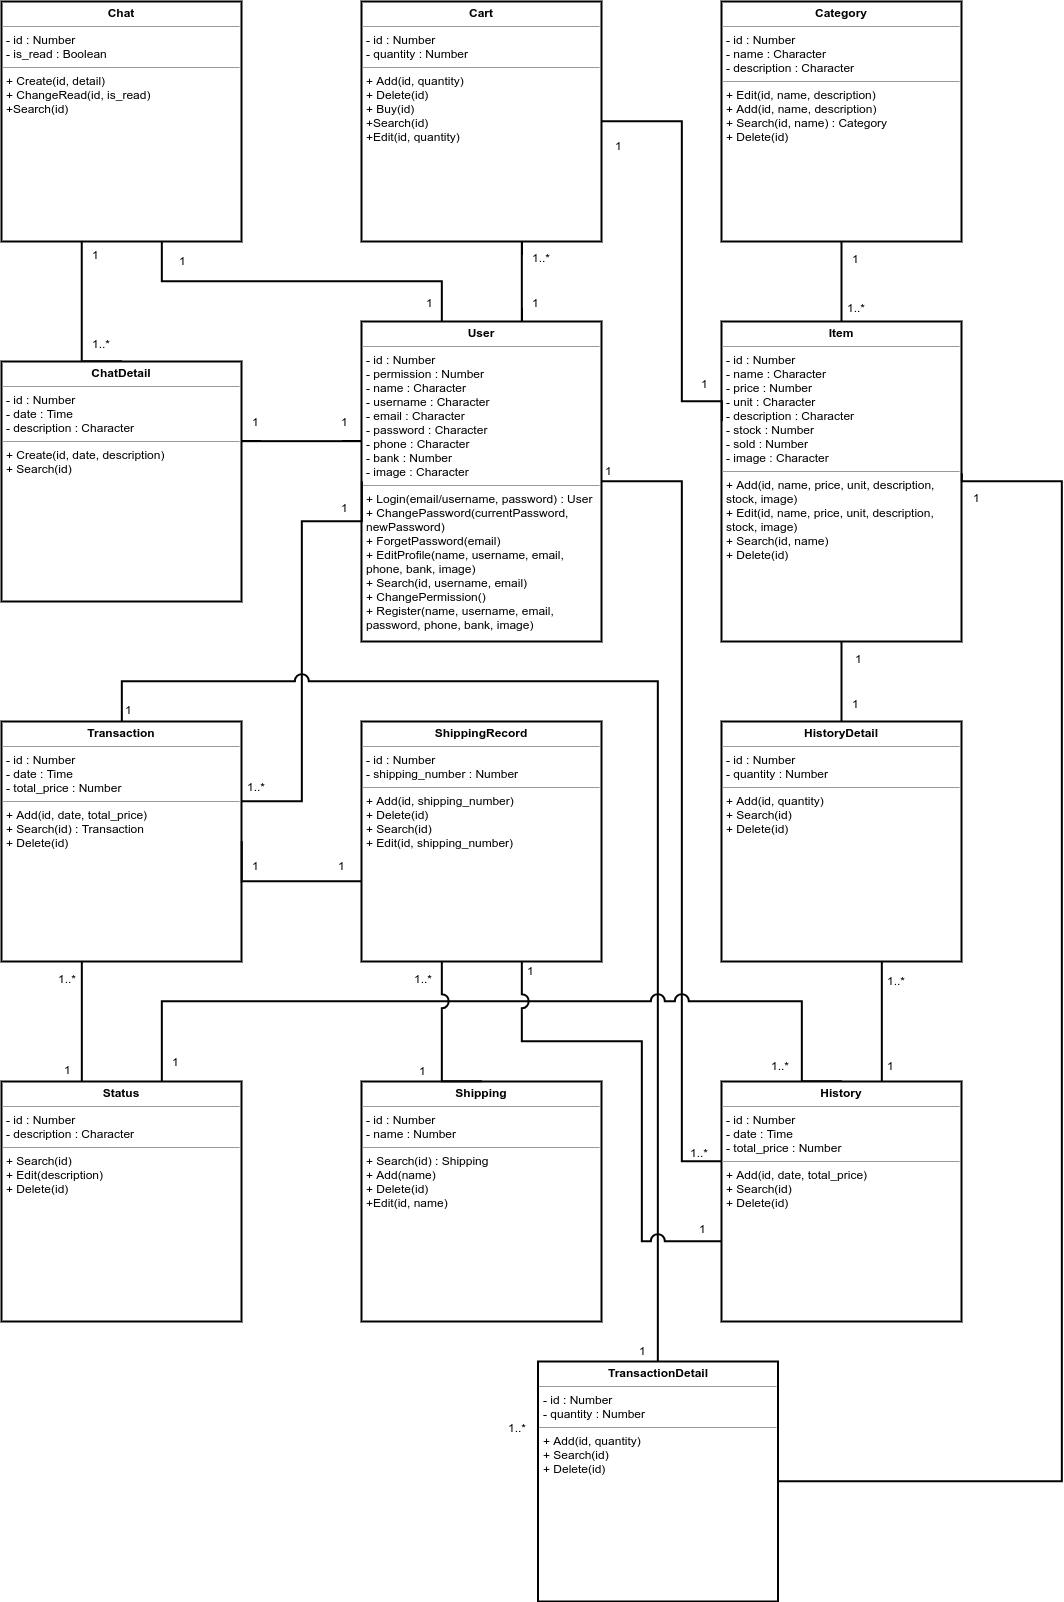 Chat
- id : Number
- is_read : Boolean
+ Create(id, detail)
+ ChangeRead(id, is_read)
+Search(id)
Cart
- id : Number
- quantity : Number
+ Add(id, quantity)
+ Delete(id)
+ Buy(id)
+Search(id)
+Edit(id, quantity)
Category
- id : Number
- name : Character
- description : Character
+ Edit(id, name, description)
+ Add(id, name, description)
+ Search(id, name) : Category
+ Delete(id)
1
1
1
1..*
1
1
1
1..*
1..*
1
ChatDetail
- id : Number
- date : Time
- description : Character
+ Create(id, date, description)
+ Search(id)
User
- id : Number
- permission : Number
- name : Character
- username : Character
- email : Character
- password : Character
- phone : Character
- bank : Number
- image : Character
+ Login(email/username, password) : User
+ ChangePassword(currentPassword,
newPassword)
+ ForgetPassword(email)
+ EditProfile(name, username, email,
phone, bank, image)
+ Search(id, username, email)
+ ChangePermission()
+ Register(name, username, email,
password, phone, bank, image)
Item
- id : Number
- name : Character
- price : Number
- unit : Character
- description : Character
- stock : Number
- sold : Number
- image : Character
+ Add(id, name, price, unit, description,
stock, image)
+ Edit(id, name, price, unit, description,
stock, image)
+ Search(id, name)
+ Delete(id)
1
1
1
1
1
1
1
1
1
Transaction
- id : Number
- date : Time
- total_price : Number
+ Add(id, date, total_price)
+ Search(id) : Transaction
+ Delete(id)
1..*
1
1
ShippingRecord
- id : Number
- shipping_number : Number
+ Add(id, shipping_number)
+ Delete(id)
+ Search(id)
+ Edit(id, shipping_number)
HistoryDetail
- id : Number
- quantity : Number
+ Add(id, quantity)
+ Search(id)
+ Delete(id)
1..*
1..*
1
1..*
1
1
1
1..*
1
Status
- id : Number
- description : Character
+ Search(id)
+ Edit(description)
+ Delete(id)
Shipping
- id : Number
- name : Number
+ Search(id) : Shipping
+ Add(name)
+ Delete(id)
+Edit(id, name)
History
- id : Number
- date : Time
- total_price : Number
+ Add(id, date, total_price)
+ Search(id)
+ Delete(id)
1..*
1
1
TransactionDetail
- id : Number
- quantity : Number
+ Add(id, quantity)
+ Search(id)
+ Delete(id)
1..*